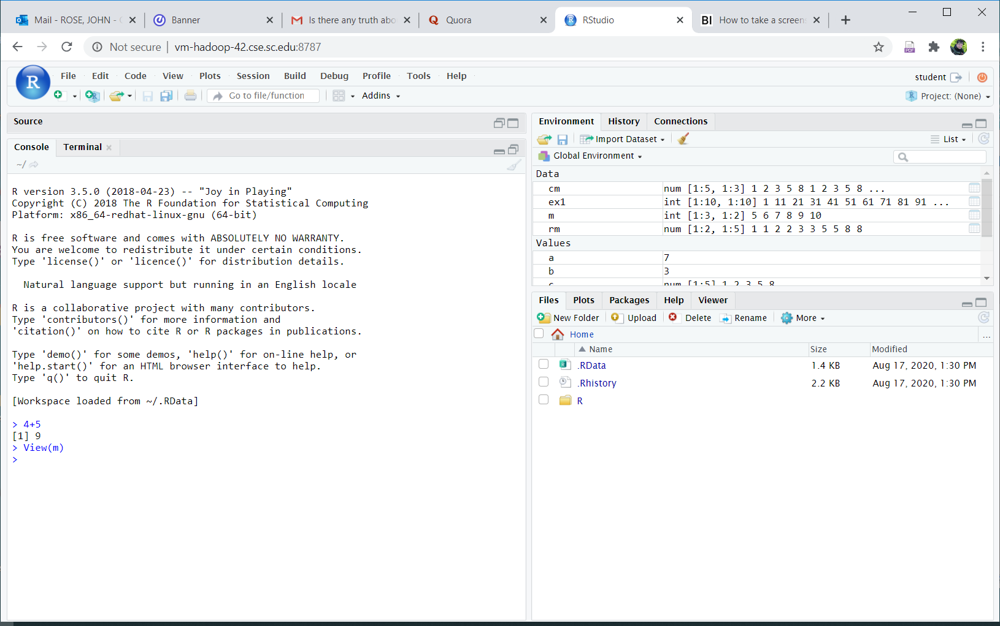 Mail - ROSE, JOHN -
Banner
Is there any truth abo
Quora
RStudio
BI How to take a screens
Not secure | vm-hadoop-42.cse.sc.edu:8787
PDF
R
File Edit Code View Plots Session Build Debug Profile Tools Help
student
Go to file/function
Addins
Project: (None)
Source
Console Terminal
~/
R version 3.5.0 (2018-04-23) -- "Joy in Playing"
Copyright (C) 2018 The R Foundation for Statistical Computing
Platform: x86_64-redhat-linux-gnu (64-bit)
R is free software and comes with ABSOLUTELY NO WARRANTY.
You are welcome to redistribute it under certain conditions.
Type 'license()' or 'licence()' for distribution details.
Natural language support but running in an English locale
R is a collaborative project with many contributors.
Type 'contributors()' for more information and
'citation()' on how to cite R or R packages in publications.
Type 'demo()' for some demos, 'help()' for on-line help, or
'help.start()' for an HTML browser interface to help.
Type 'q()' to quit R.
[Workspace loaded from ~/.RData]
> 4+5
[1] 9
> View(m)
>
Environment History Connections
Import Dataset
List
Global Environment
Data
cm num [1:5, 1:3] 1 2 3 5 8 1 2 3 5 8 ...
ex1 int [1:10, 1:10] 1 11 21 31 41 51 61 71 81 91 ...
m int [1:3, 1:2] 5 6 7 8 9 10
rm num [1:2, 1:5] 1 1 2 2 3 3 5 5 8 8
Values
a 7
b 3
c num [1:5] 1 2 3 5 8
Files Plots Packages Help Viewer
New Folder Upload Delete Rename More
Home ...
Name Size Modified
.RData 1.4 KB Aug 17, 2020, 1:30 PM
.Rhistory 2.2 KB Aug 17, 2020, 1:30 PM
R